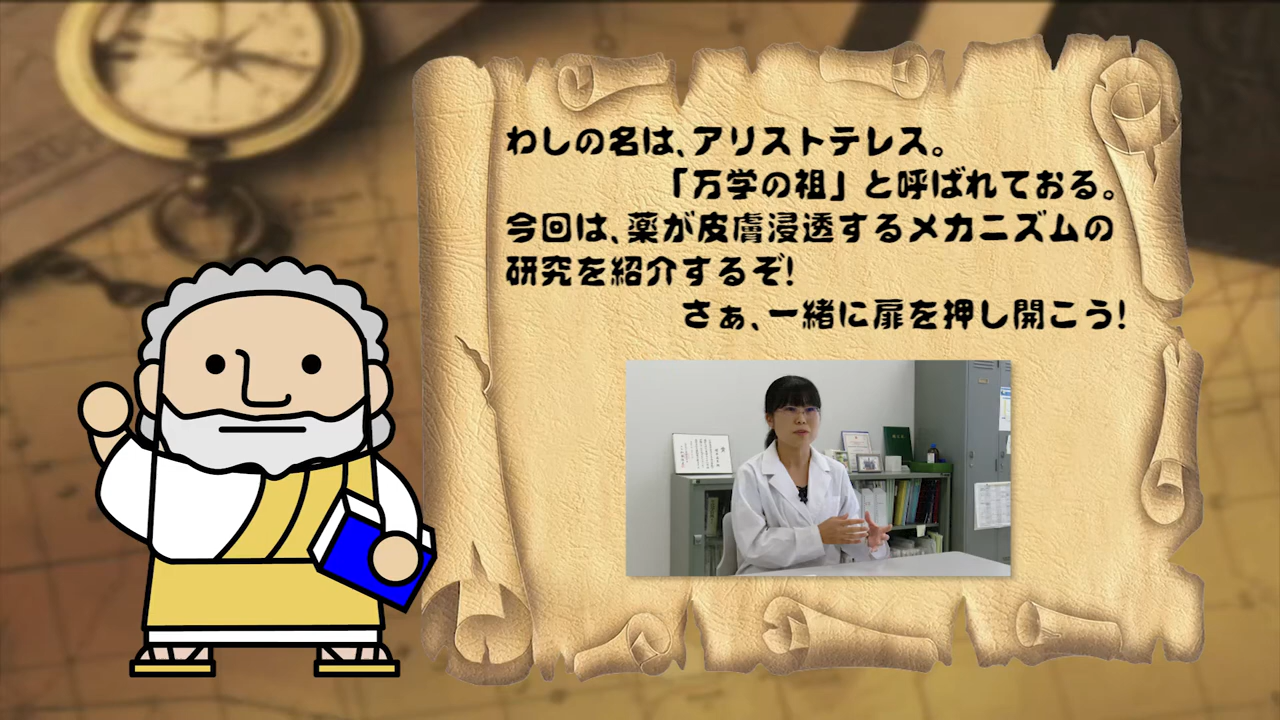 わしの名は、アリストテレス。
「万学の祖」と呼ばれておる。
今回は、薬が皮膚浸透するメカニズムの
研究を紹介するぞ!
さぁ、一緒に扉を押し開こう!